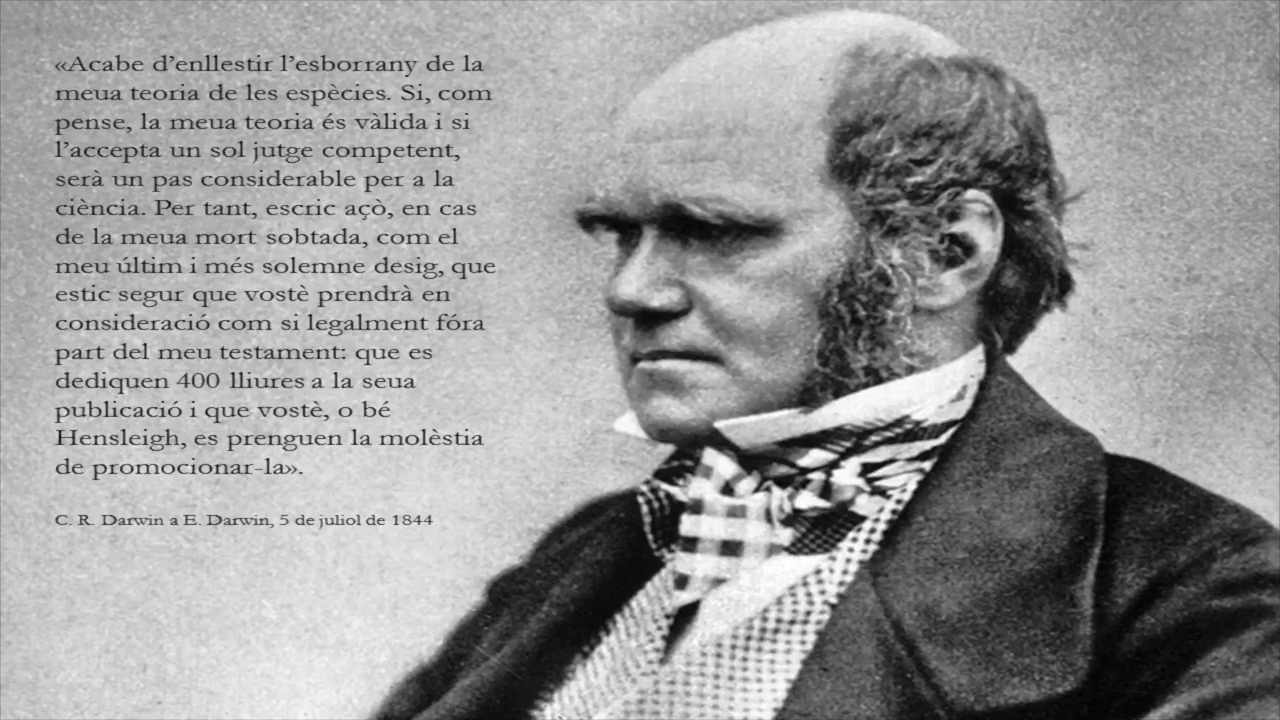 «Acabe d’enllestir l’esborrany de la
meua teoria de les espècies. Si, com
pense, la meua teoria és vàlida i si
l’accepta un sol jutge competent,
serà un pas considerable per a la
ciència. Per tant, escric açò, en cas
de la meua mort sobtada, com el
meu últim i més solemne desig, que
estic segur que vostè prendrà en
consideració com si legalment fóra
part del meu testament: que es
dediquen 400 lliures a la seua
publicació i que vostè, o bé
Hensleigh, es prenguen la molèstia
de promocionar-la».
C. R. Darwin a E. Darwin, 5 de juliol de 1844